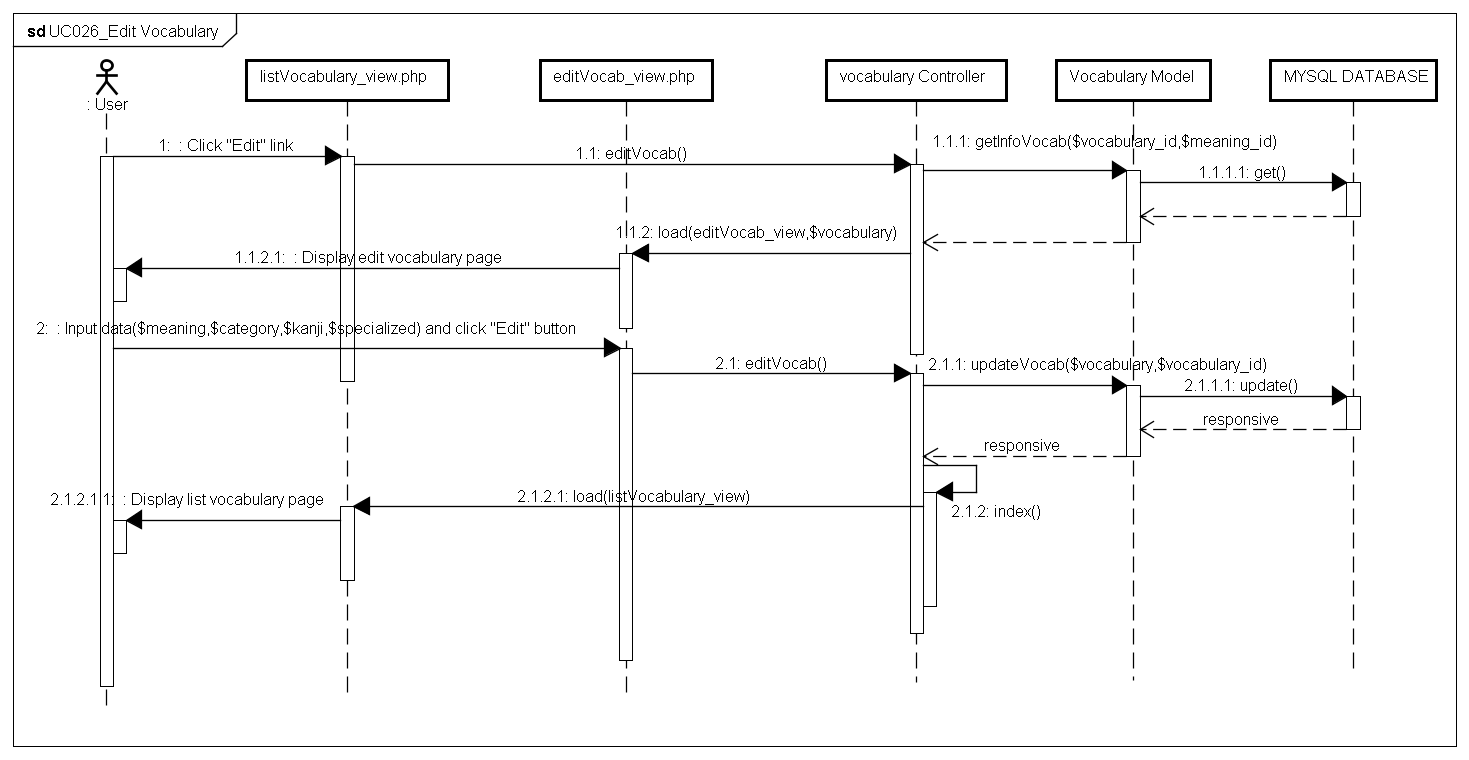 sd UC026_Edit Vocabulary
: User
listVocabulary_view.php
editVocab_view.php
vocabulary Controller
Vocabulary Model
MYSQL DATABASE
1:  : Click "Edit" link
1.1: editVocab()
1.1.1: getInfoVocab($vocabulary_id,$meaning_id)
1.1.1.1: get()
1.1.2: load(editVocab_view,$vocabulary)
1.1.2.1:  : Display edit vocabulary page
2:  : Input data($meaning,$category,$kanji,$specialized) and click "Edit" button
2.1: editVocab()
2.1.1: updateVocab($vocabulary,$vocabulary_id)
2.1.1.1: update()
responsive
responsive
2.1.2.1.1:  : Display list vocabulary page
2.1.2.1: load(listVocabulary_view)
2.1.2: index()